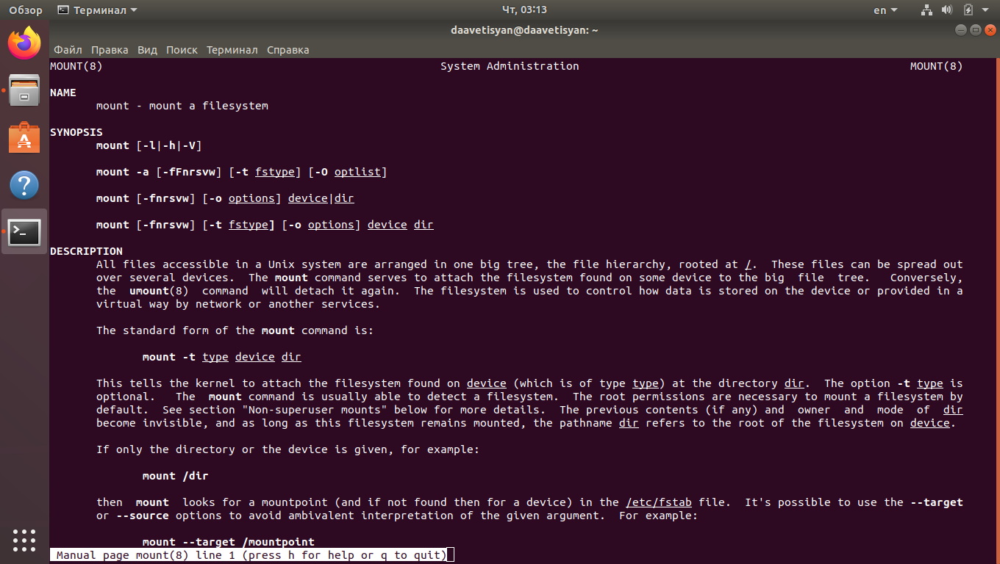 Обзор Терминал Чт, 03:13 en
daavetisyan@daavetisyan: ~
Файл Правка Вид Поиск Терминал Справка
MOUNT(8) System Administration MOUNT(8)
NAME
mount - mount a filesystem
SYNOPSIS
mount [-l|-h|-V]
mount -a [-fFnrsvw] [-t fstype] [-O optlist]
mount [-fnrsvw] [-o options] device|dir
mount [-fnrsvw] [-t fstype] [-o options] device dir
DESCRIPTION
All files accessible in a Unix system are arranged in one big tree, the file hierarchy, rooted at /. These files can be spread out
over several devices. The mount command serves to attach the filesystem found on some device to the big file tree. Conversely,
the umount(8) command will detach it again. The filesystem is used to control how data is stored on the device or provided in a
virtual way by network or another services.
The standard form of the mount command is:
mount -t type device dir
This tells the kernel to attach the filesystem found on device (which is of type type) at the directory dir. The option -t type is
optional. The mount command is usually able to detect a filesystem. The root permissions are necessary to mount a filesystem by
default. See section "Non-superuser mounts" below for more details. The previous contents (if any) and owner and mode of dir
become invisible, and as long as this filesystem remains mounted, the pathname dir refers to the root of the filesystem on device.
If only the directory or the device is given, for example:
mount /dir
then mount looks for a mountpoint (and if not found then for a device) in the /etc/fstab file. It's possible to use the --target
or --source options to avoid ambivalent interpretation of the given argument. For example:
mount --target /mountpoint
Manual page mount(8) line 1 (press h for help or q to quit)